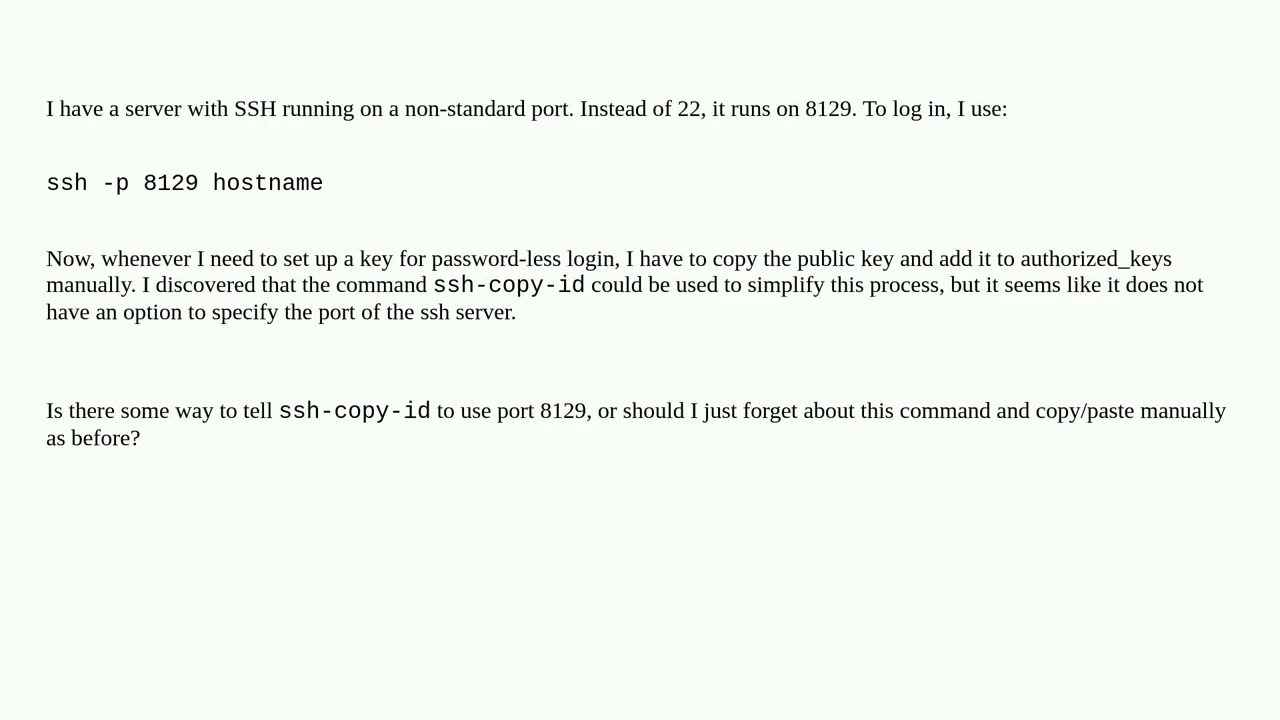 I have a server with SSH running on a non-standard port. Instead of 22, it runs on 8129. To log in, I use:
ssh -p 8129 hostname
Now, whenever I need to set up a key for password-less login, I have to copy the public key and add it to authorized_keys
manually. I discovered that the command ssh-copy-id could be used to simplify this process, but it seems like it does not
have an option to specify the port of the ssh server.
Is there some way to tell ssh-copy-id to use port 8129, or should I just forget about this command and copy/paste manually
as before?